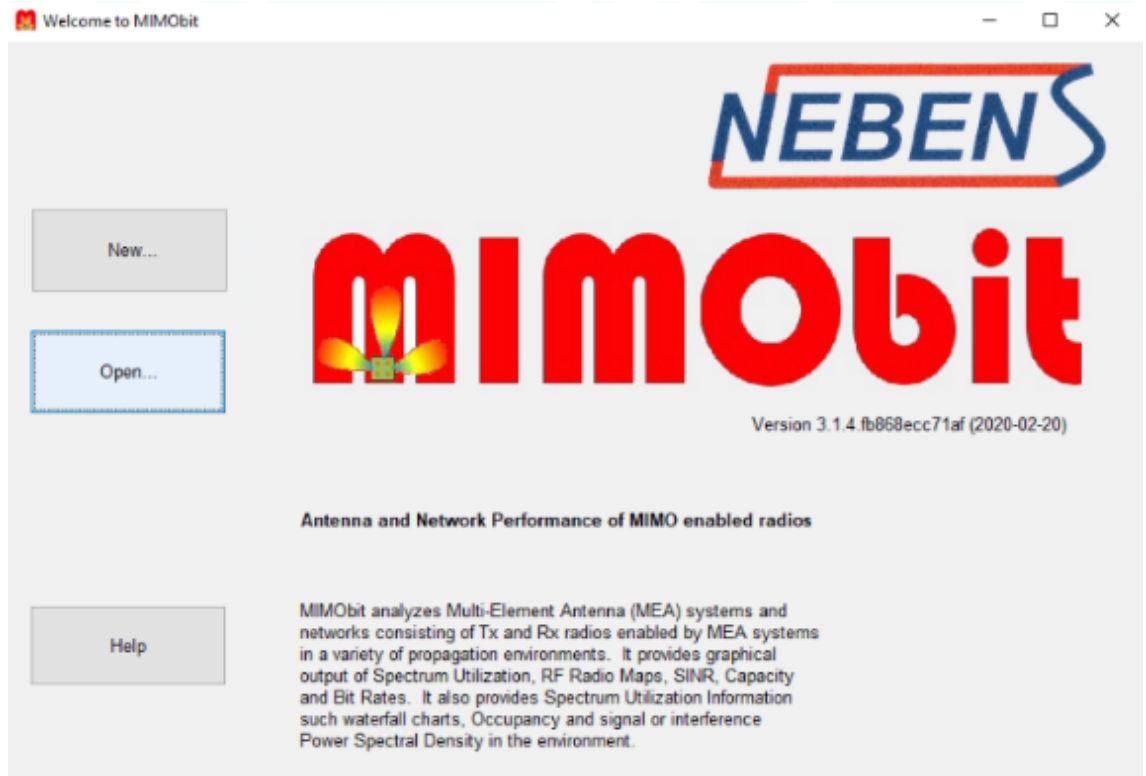 Welcome to MIMObit
NEBENS
New...
MIMObit
Open...
Version 3.1.4.fb868ecc71af (2020-02-20)
Antenna and Network Performance of MIMO enabled radios
MIMObit analyzes Multi-Element Antenna (MEA) systems and
networks consisting of Tx and Rx radios enabled by MEA systems
in a variety of propagation environments. It provides graphical
output of Spectrum Utilization, RF Radio Maps, SINR, Capacity
and Bit Rates. It also provides Spectrum Utilization Information
such waterfall charts, Occupancy and signal or interference
Power Spectral Density in the environment.
Help